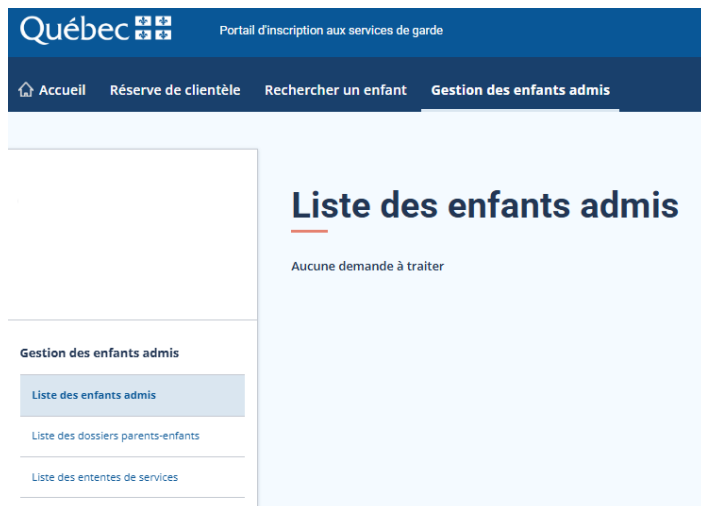 Québec
Portail d'inscription aux services de garde
Accueil Réserve de clientèle Rechercher un enfant Gestion des enfants admis
Liste des enfants admis
Aucune demande à traiter
Gestion des enfants admis
Liste des enfants admis
Liste des dossiers parents-enfants
Liste des ententes de services